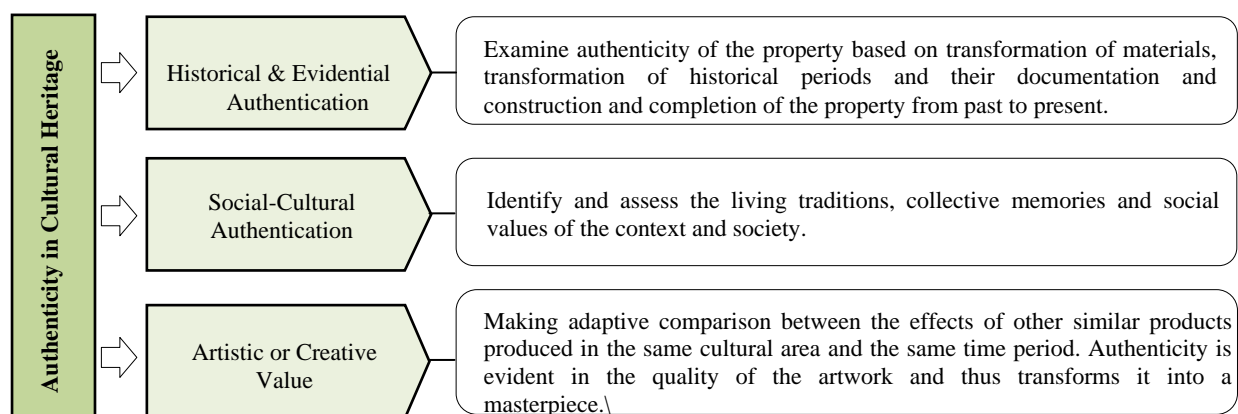 Authenticity in Cultural Heritage
Historical & Evidential
Authentication
Examine authenticity of the property based on transformation of materials,
transformation of historical periods and their documentation and
construction and completion of the property from past to present.
Social-Cultural
Authentication
Identify and assess the living traditions, collective memories and social
values of the context and society.
Artistic or Creative
Value
Making adaptive comparison between the effects of other similar products
produced in the same cultural area and the same time period. Authenticity is
evident in the quality of the artwork and thus transforms it into a
masterpiece.\